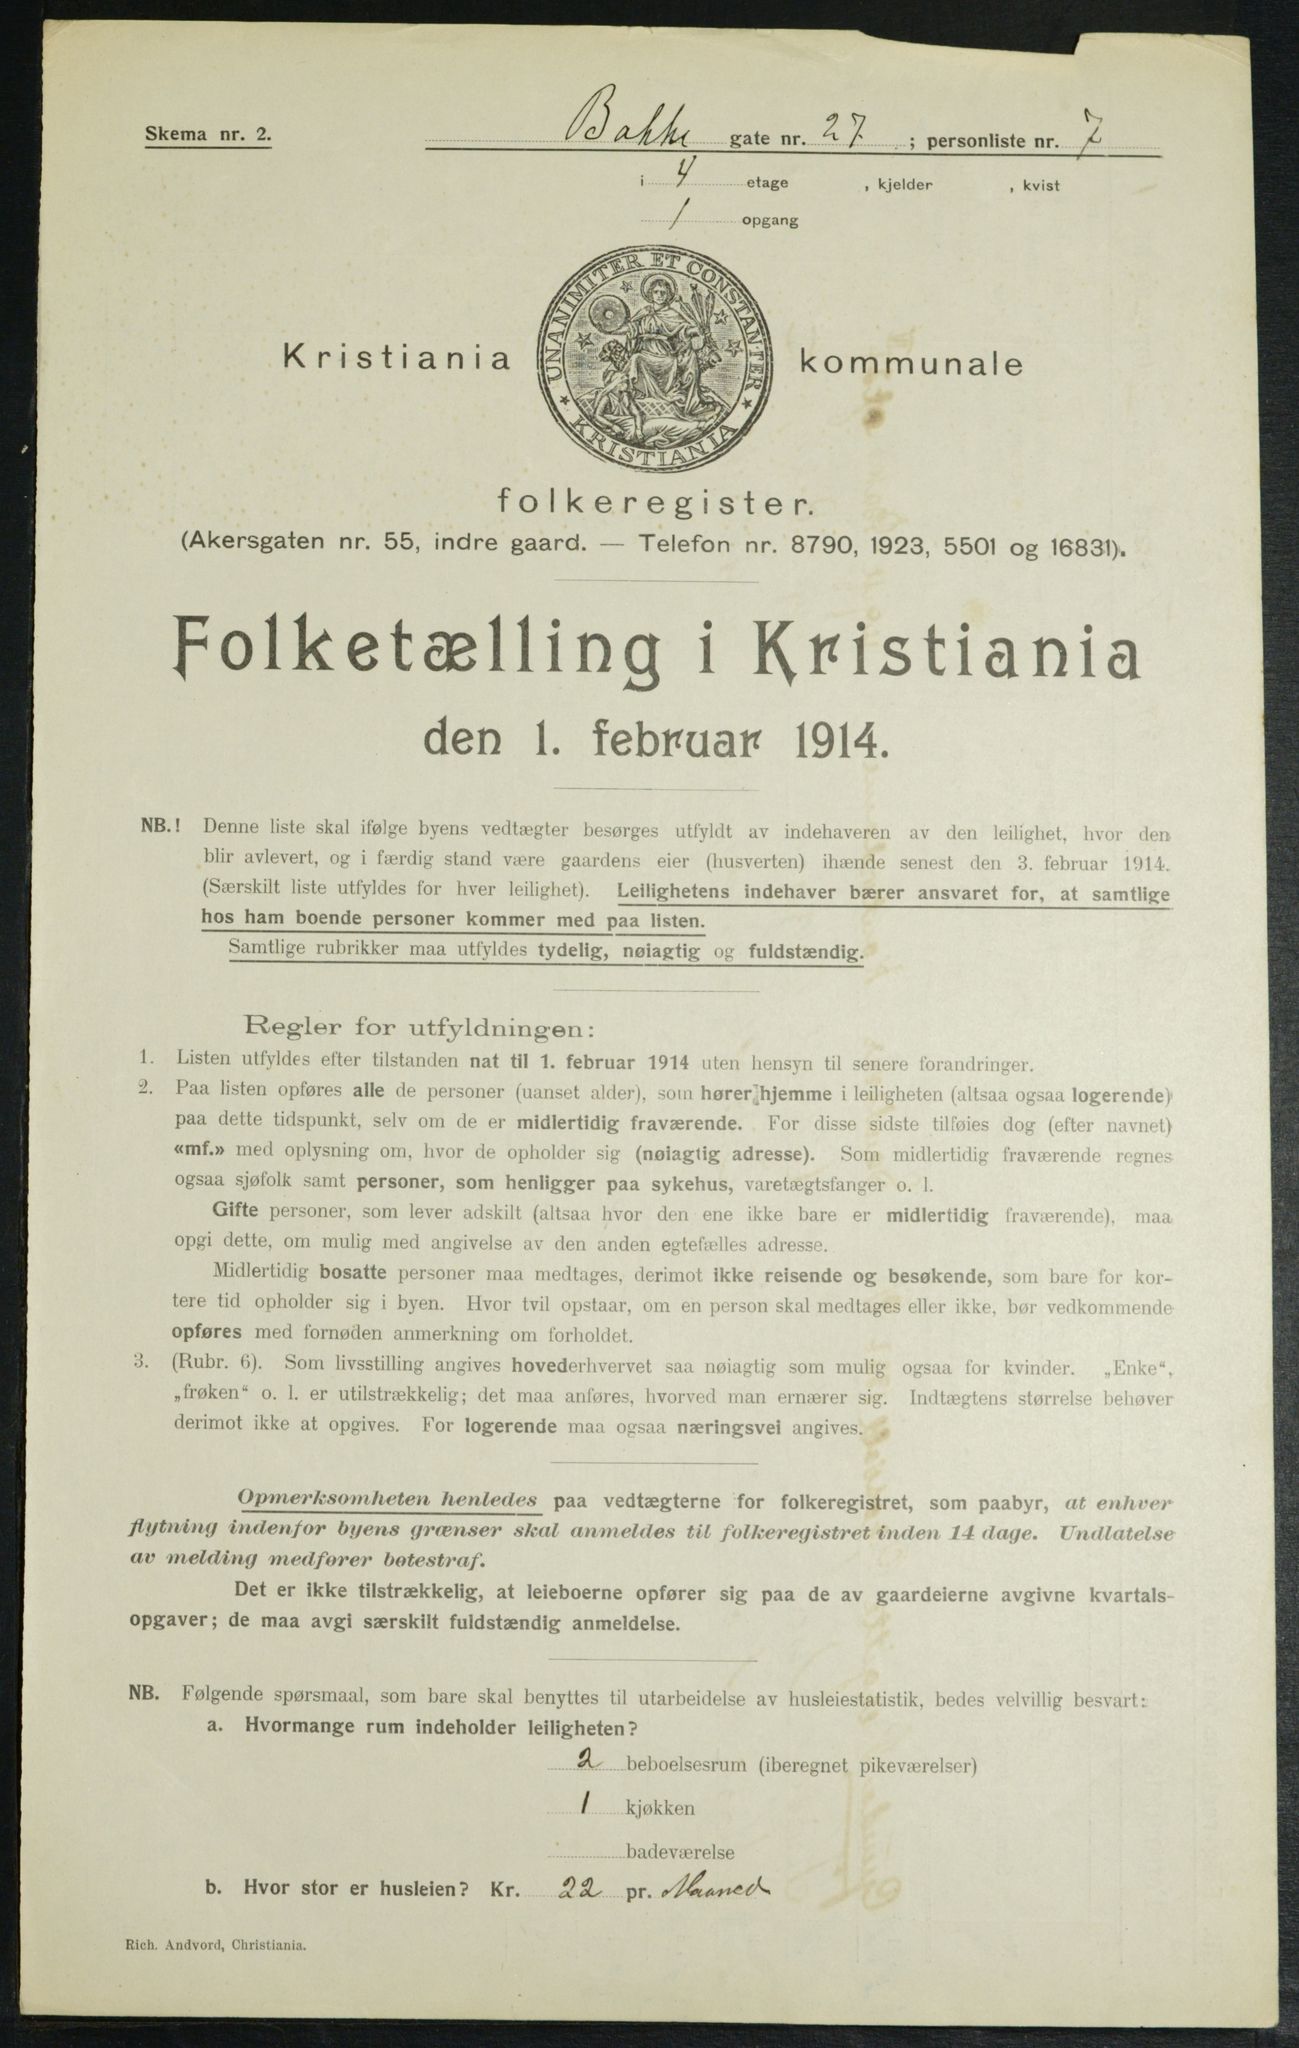 Skema nr. 2.
Bakke gate nr. 27 ; personliste nr. 7
i 4 etage , kjelder , kvist
1 opgang
UNANIMITER ET CONSTANTER
KRISTIANIA
Kristiania kommunale
folkeregister.
(Akersgaten nr. 55, indre gaard. — Telefon nr. 8790, 1923, 5501 og 16831).
Folketælling i Kristiania
den 1. februar 1914.
NB.! Denne liste skal ifølge byens vedtægter besørges utfyldt av indehaveren av den leilighet, hvor den
blir avlevert, og i færdig stand være gaardens eier (husverten) ihænde senest den 3. februar 1914.
(Særskilt liste utfyldes for hver leilighet). Leilighetens indehaver bærer ansvaret for, at samtlige
hos ham boende personer kommer med paa listen.
Samtlige rubrikker maa utfyldes tydelig, nøiagtig og fuldstændig.
Regler for utfyldningen:
1. Listen utfyldes efter tilstanden nat til 1. februar 1914 uten hensyn til senere forandringer.
2. Paa listen opføres alle de personer (uanset alder), som hører hjemme i leiligheten (altsaa ogsaa logerende)
paa dette tidspunkt, selv om de er midlertidig fraværende. For disse sidste tilføies dog (efter navnet)
«mf.» med oplysning om, hvor de opholder sig (nøiagtig adresse). Som midlertidig fraværende regnes
ogsaa sjøfolk samt personer, som henligger paa sykehus, varetægtsfanger o. l.
Gifte personer, som lever adskilt (altsaa hvor den ene ikke bare er midlertidig fraværende), maa
opgi dette, om mulig med angivelse av den anden egtefælles adresse.
Midlertidig bosatte personer maa medtages, derimot ikke reisende og besøkende, som bare for kor-
tere tid opholder sig i byen. Hvor tvil opstaar, om en person skal medtages eller ikke, bør vedkommende
opføres med fornøden anmerkning om forholdet.
3. (Rubr. 6). Som livsstilling angives hovederhvervet saa nøiagtig som mulig ogsaa for kvinder. „Enke“,
„frøken“ o. l. er utilstrækkelig; det maa anføres, hvorved man ernærer sig. Indtægtens størrelse behøver
derimot ikke at opgives. For logerende maa ogsaa næringsvei angives.
Opmerksomheten henledes paa vedtægterne for folkeregistret, som paabyr, at enhver
flytning indenfor byens grænser skal anmeldes til folkeregistret inden 14 dage. Undlatelse
av melding medfører bøtestraf.
Det er ikke tilstrækkelig, at leieboerne opfører sig paa de av gaardeierne avgivne kvartals-
opgaver; de maa avgi særskilt fuldstændig anmeldelse.
NB. Følgende spørsmaal, som bare skal benyttes til utarbeidelse av husleiestatistik, bedes velvillig besvart:
a. Hvormange rum indeholder leiligheten?
2 beboelsesrum (iberegnet pikeværelser)
1 kjøkken
badeværelse
b. Hvor stor er husleien? Kr. 22 pr. Maaned
Rich. Andvord, Christiania.